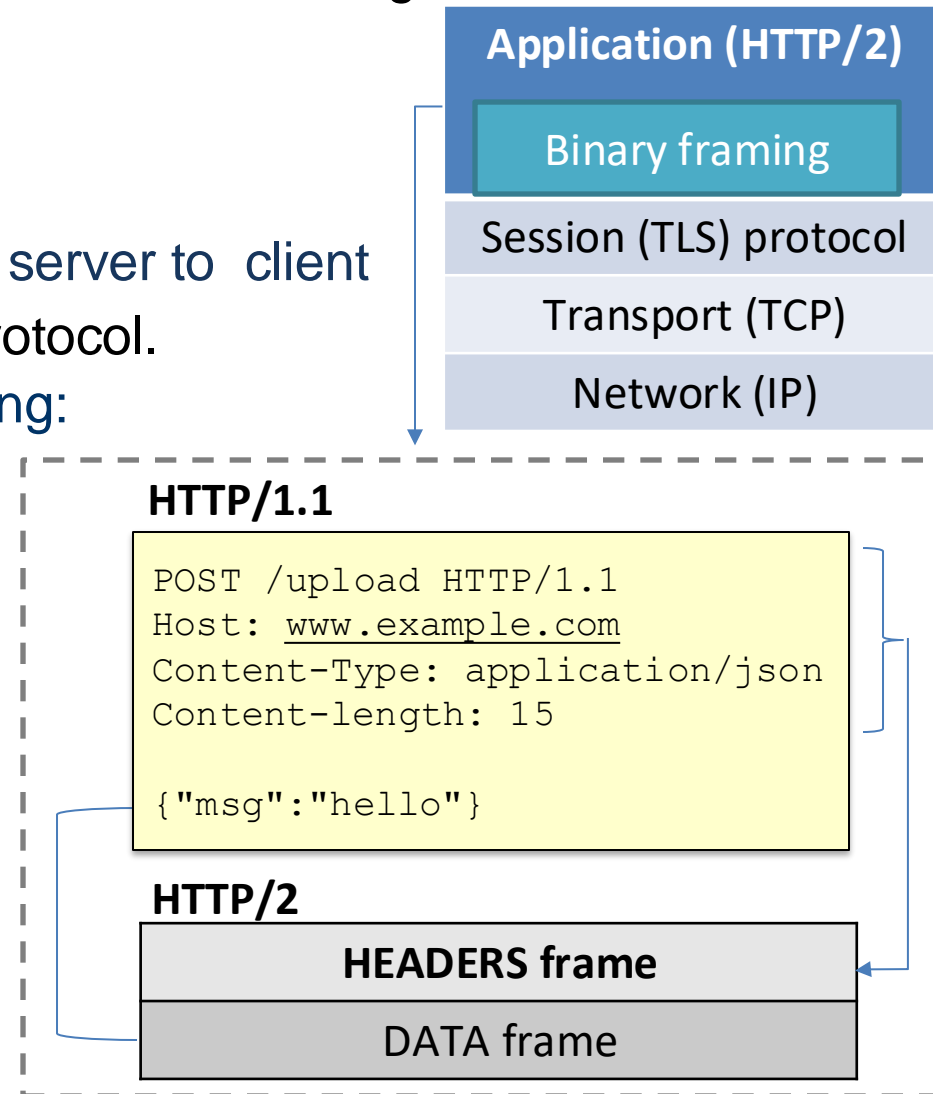 g
Application (HTTP/2)
Binary framing
Session (TLS) protocol
Transport (TCP)
Network (IP)
server to client
otocol.
ng:
HTTP/1.1
POST /upload HTTP/1.1
Host: www.example.com
Content-Type: application/json
Content-length: 15
{"msg":"hello"}
HTTP/2
HEADERS frame
DATA frame